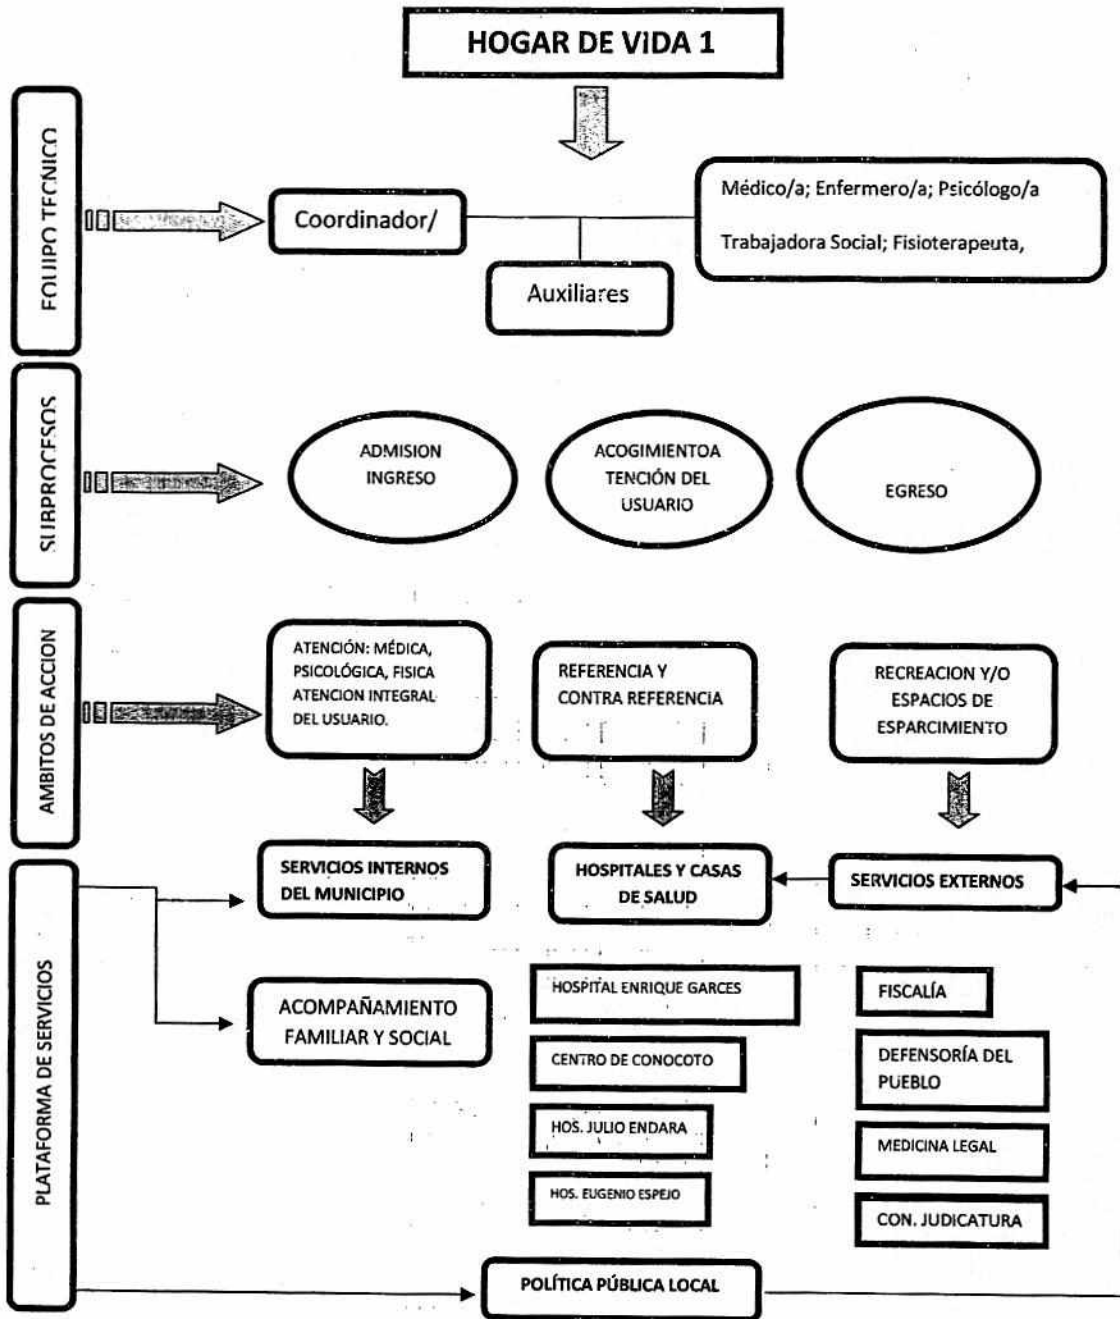 HOGAR DE VIDA 1
EQUIPO TECNICO
Coordinador/
Médico/a; Enfermero/a; Psicólogo/a
Trabajadora Social; Fisioterapeuta,
Auxiliares
SUBPROCESOS
ADMISION
INGRESO
ACOGIMIENTOA
TENCIÓN DEL
USUARIO
EGRESO
AMBITOS DE ACCION
ATENCIÓN: MÉDICA,
PSICOLÓGICA, FISICA
ATENCION INTEGRAL
DEL USUARIO.
REFERENCIA Y
CONTRA REFERENCIA
RECREACION Y/O
ESPACIOS DE
ESPARCIMIENTO
PLATAFORMA DE SERVICIOS
SERVICIOS INTERNOS
DEL MUNICIPIO
HOSPITALES Y CASAS
DE SALUD
SERVICIOS EXTERNOS
ACOMPAÑAMIENTO
FAMILIAR Y SOCIAL
HOSPITAL ENRIQUE GARCES
CENTRO DE CONOCOTO
HOS. JULIO ENDARA
HOS. EUGENIO ESPEJO
FISCALÍA
DEFENSORÍA DEL
PUEBLO
MEDICINA LEGAL
CON. JUDICATURA
POLÍTICA PÚBLICA LOCAL